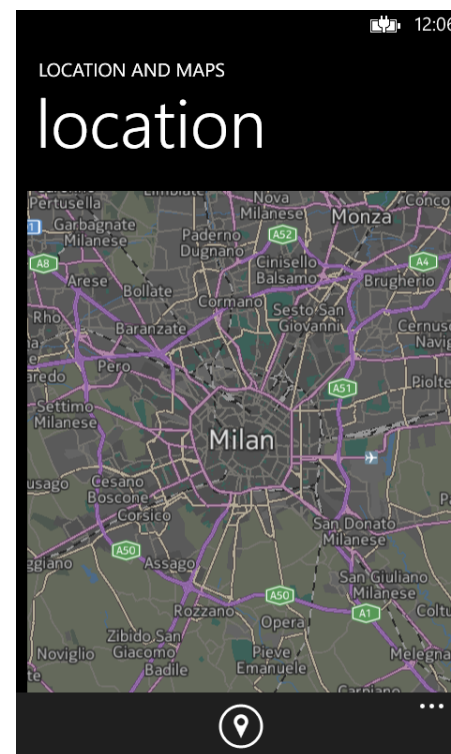 12:06
LOCATION AND MAPS
location
Pertusella
Nova
Milanese
Monza
Garbagnate
Milanese
Paderno
Dugnano
A52
Cinisello
Balsamo
A8
A4
Arese
Bollate
Brugherio
Cormano
Sesto San
Giovanni
Rho
Baranzate
Pero
A51
Settimo
Milanese
Milan
Cesano
Boscone
Corsico
San Donato
Milanese
A50
Assago
San Giuliano
Milanese
A50
Rozzano
A1
Opera
Zibido San
Giacomo
Badile
Noviglio
Pieve
Emanuele